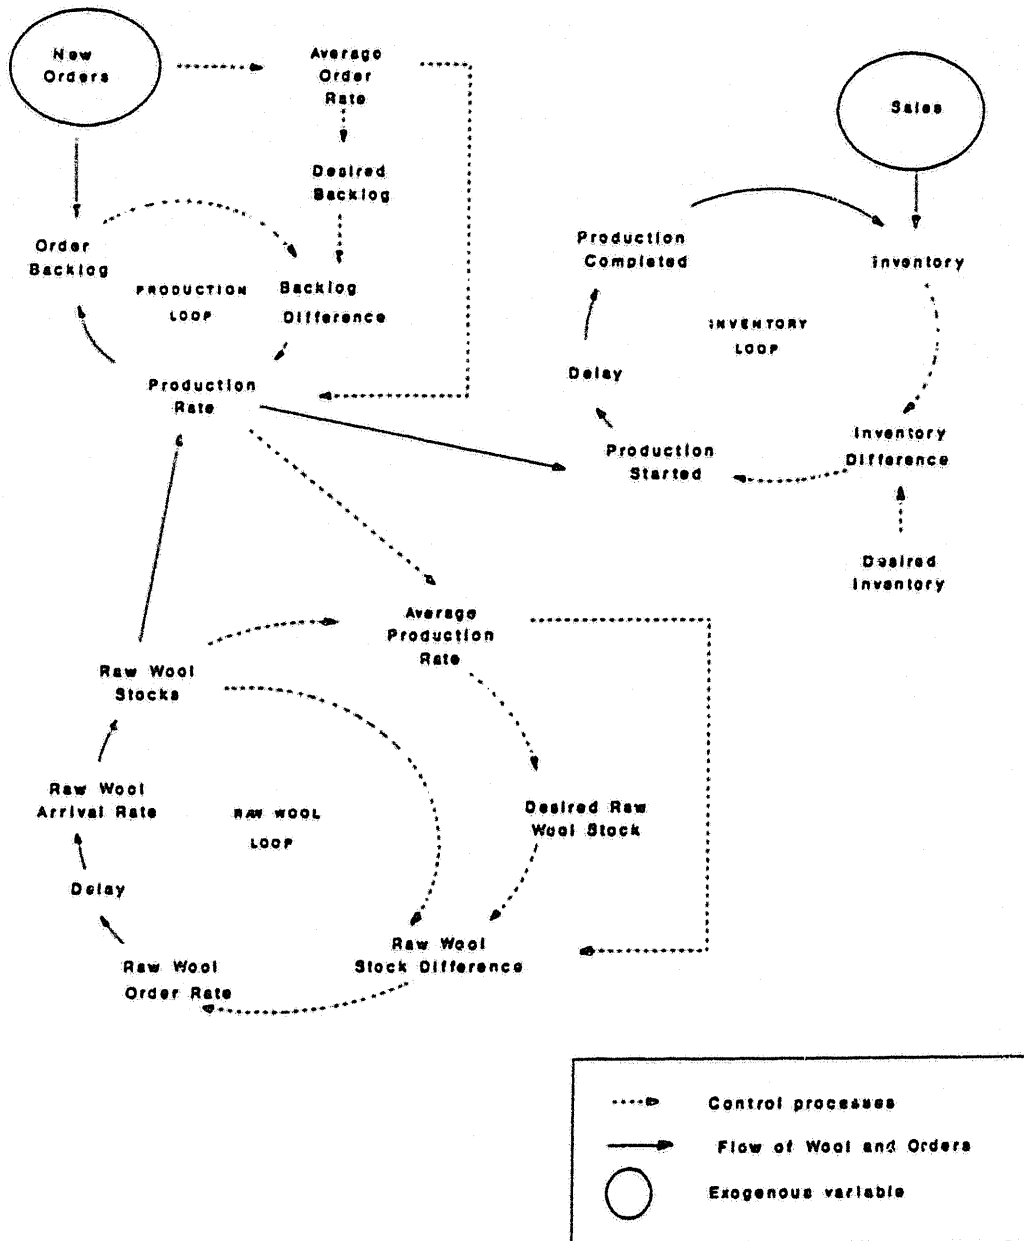 New
Orders
Average
Order
Rate
Sales
Desired
Backlog
Order
Backlog
PRODUCTION
LOOP
Backlog
Difference
Production
Rate
Production
Completed
Inventory
INVENTORY
LOOP
Delay
Production
Started
Inventory
Difference
Desired
Inventory
Average
Production
Rate
Raw Wool
Stocks
Raw Wool
Arrival Rate
RAW WOOL
LOOP
Desired Raw
Wool Stock
Delay
Raw Wool
Stock Difference
Raw Wool
Order Rate
Control processes
Flow of Wool and Orders
Exogenous variable